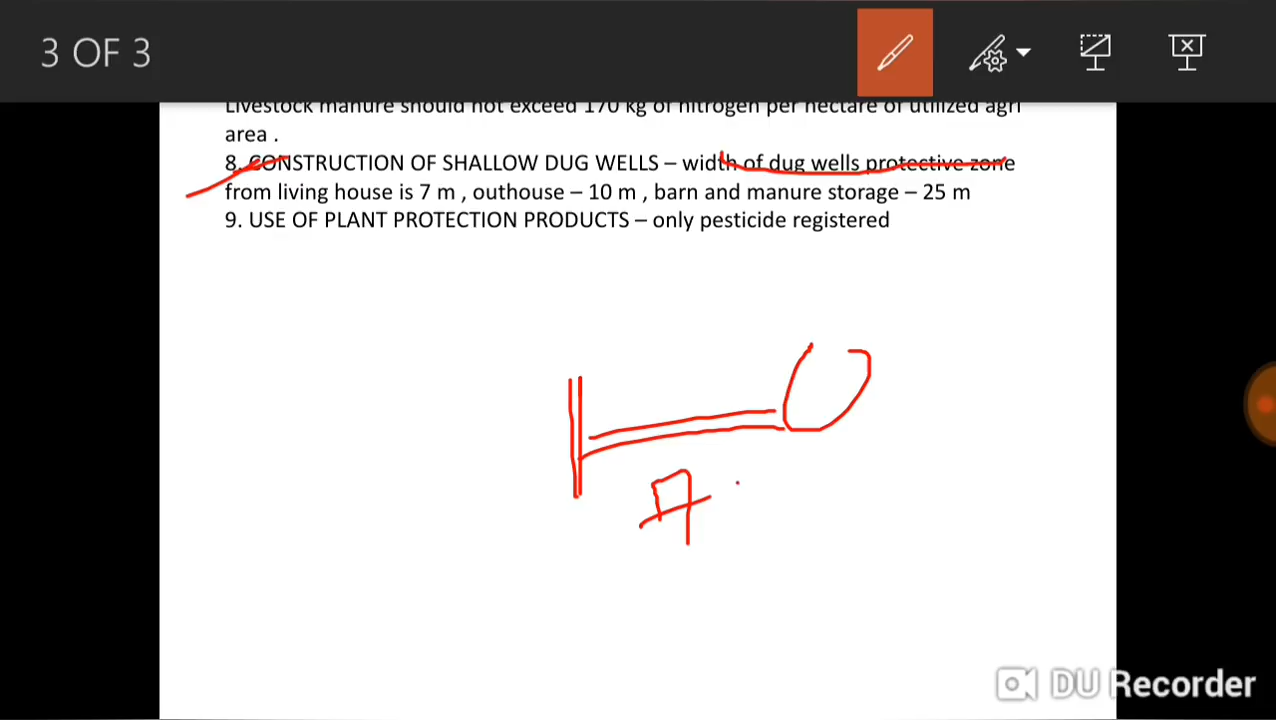 3 OF 3
Livestock manure should not exceed 170 kg of nitrogen per hectare of utilized agri
area .
8. CONSTRUCTION OF SHALLOW DUG WELLS – width of dug wells protective zone
from living house is 7 m , outhouse – 10 m , barn and manure storage – 25 m
9. USE OF PLANT PROTECTION PRODUCTS – only pesticide registered
7
DU Recorder